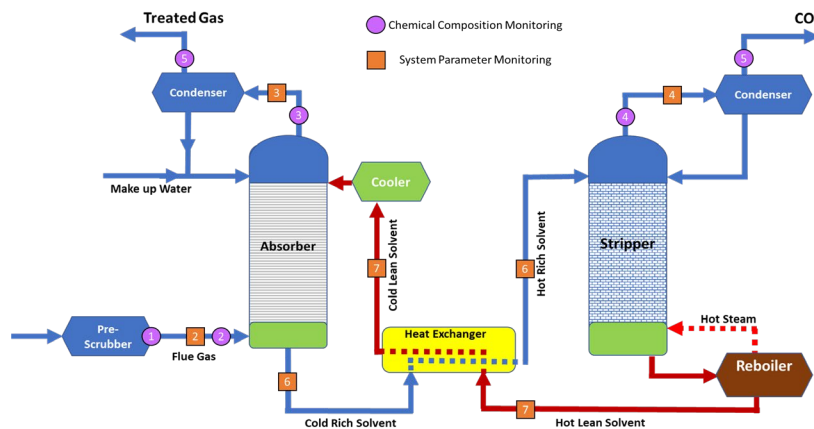 Treated Gas
Chemical Composition Monitoring
CO
5
5
System Parameter Monitoring
Condenser
3
4
Condenser
3
4
Make up Water
Cooler
Absorber
Cold Lean Solvent
7
Hot Rich Solvent
6
Stripper
Pre-
Scrubber
1
2
2
Flue Gas
Heat Exchanger
Hot Steam
Reboiler
6
Cold Rich Solvent
7
Hot Lean Solvent